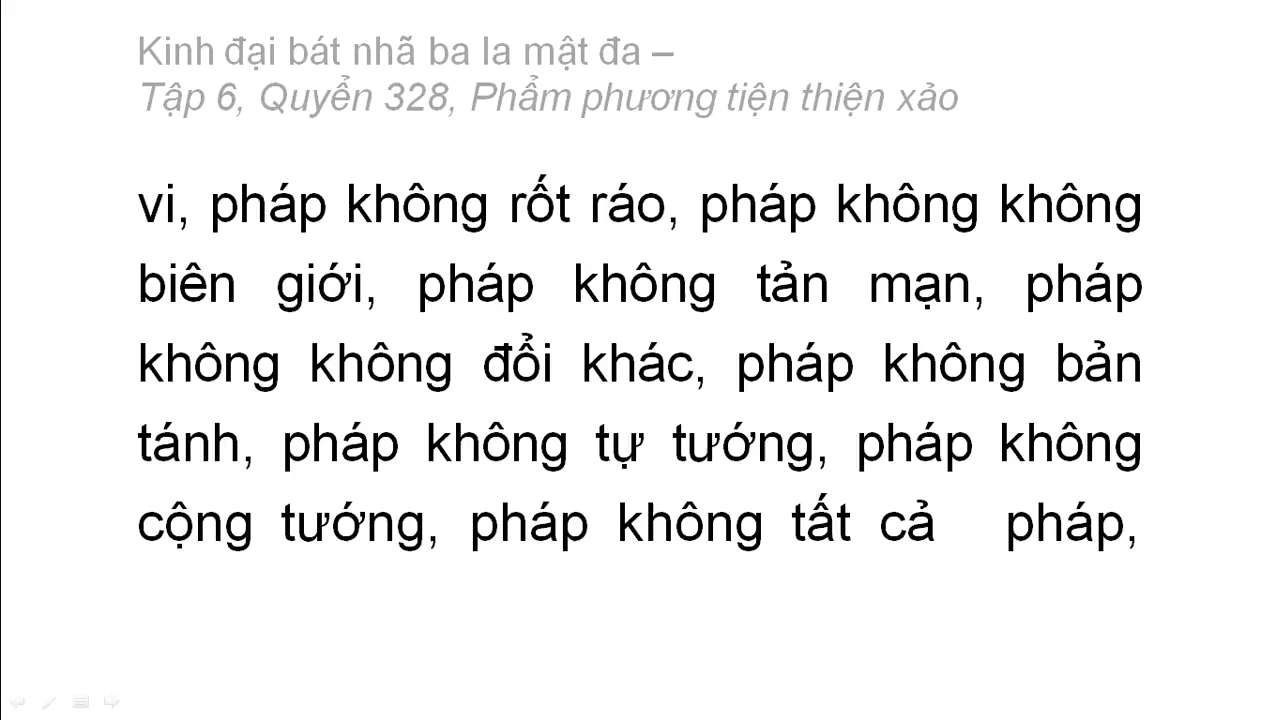 Kinh đại bát nhã ba la mật đa –
Tập 6, Quyển 328, Phẩm phương tiện thiện xảo
vi, pháp không rốt ráo, pháp không không
biên giới, pháp không tản mạn, pháp
không không đổi khác, pháp không bản
tánh, pháp không tự tướng, pháp không
cộng tướng, pháp không tất cả pháp,